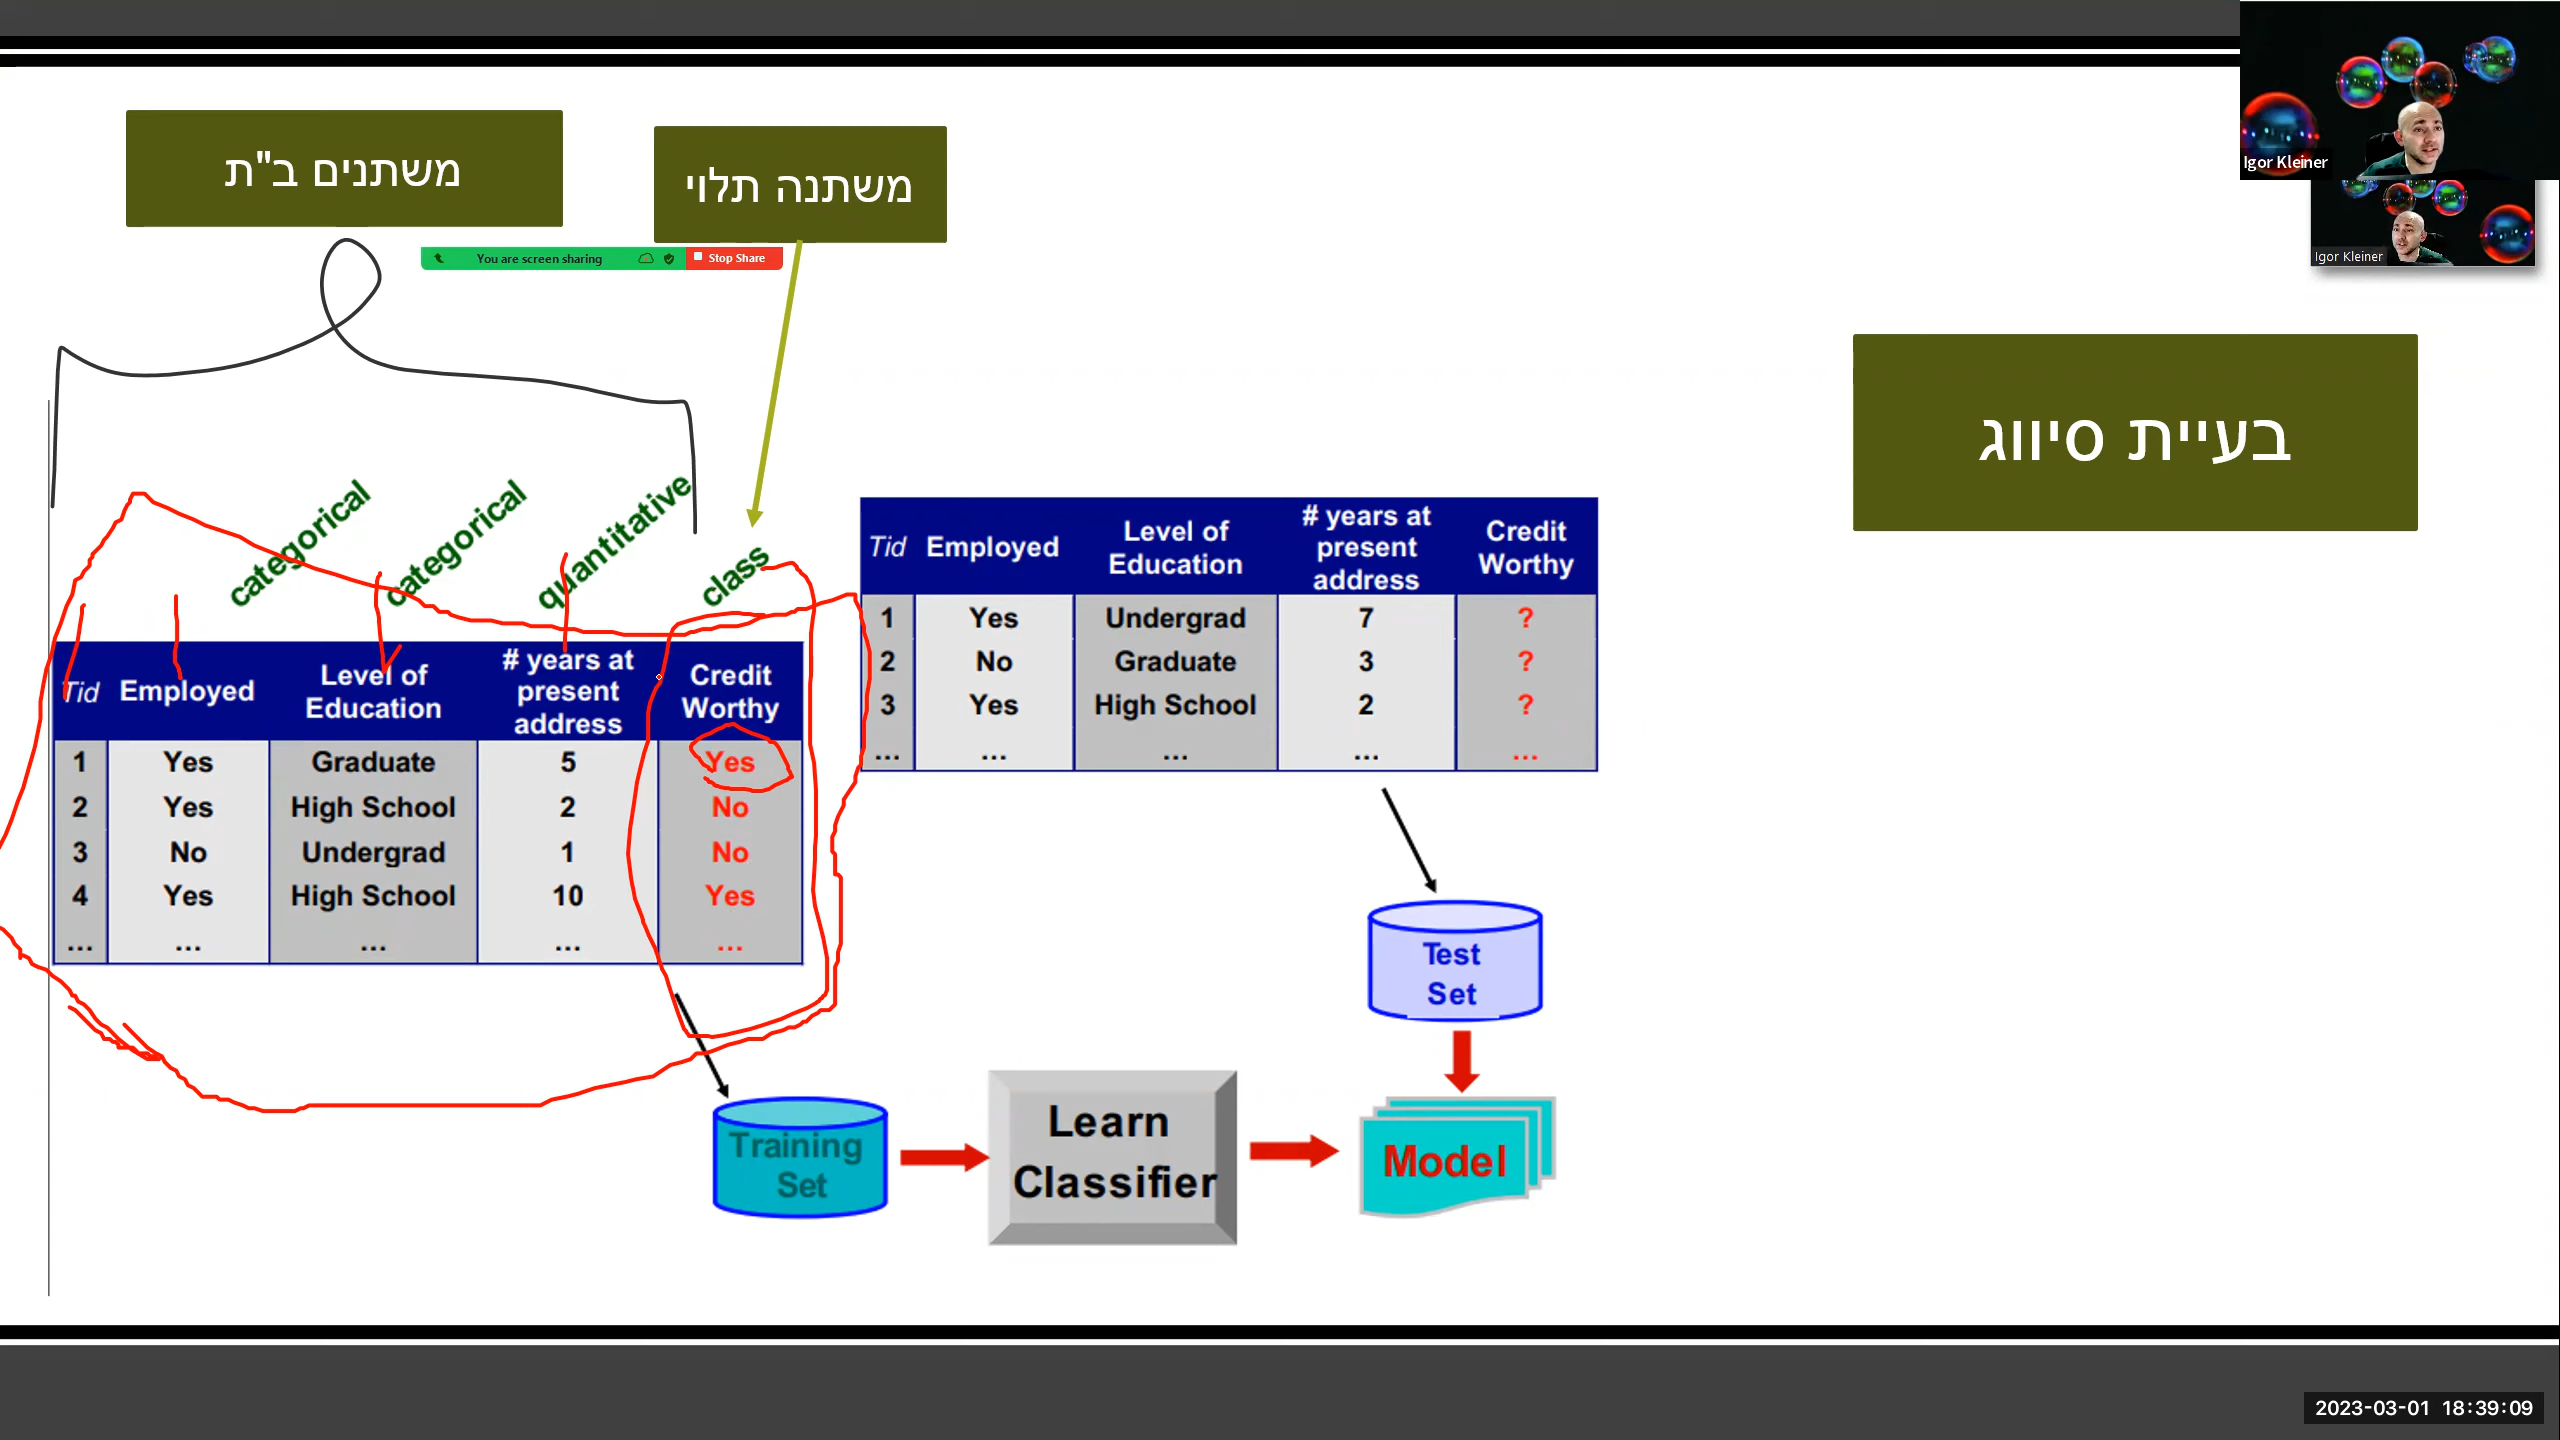 Igor Kleiner
Igor Kleiner
משתנים ב"ת
משתנה תלוי
You are screen sharing
Stop Share
בעיית סיווג
categorical
categorical
quantitative
class
Tid Employed Level of Education # years at present address Credit Worthy
1 Yes Graduate 5 Yes
2 Yes High School 2 No
3 No Undergrad 1 No
4 Yes High School 10 Yes
... ... ... ... ...
Tid Employed Level of Education # years at present address Credit Worthy
1 Yes Undergrad 7 ?
2 No Graduate 3 ?
3 Yes High School 2 ?
... ... ... ... ...
Test
Set
Training
Set
Learn
Classifier
Model
2023-03-01 18:39:09